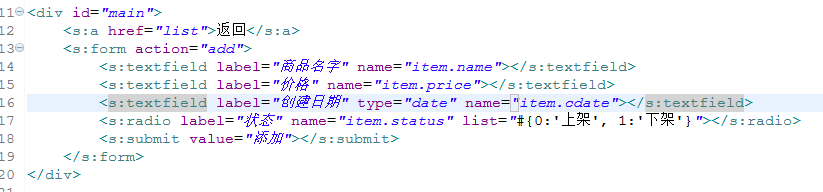 11 <div id="main">
12 <s:a href="list">返回</s:a>
13 <s:form action="add">
14 <s:textfield label="商品名字" name="item.name"></s:textfield>
15 <s:textfield label="价格" name="item.price"></s:textfield>
16 <s:textfield label="创建日期" type="date" name="item.cdate"></s:textfield>
17 <s:radio label="状态" name="item.status" list="#{0:'上架', 1:'下架'}"></s:radio>
18 <s:submit value="添加"></s:submit>
19 </s:form>
20 </div>